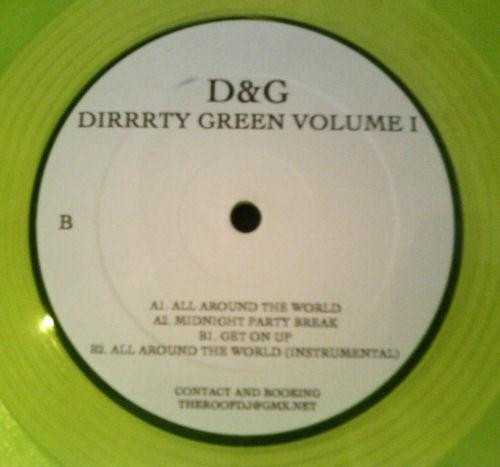 D&G
DIRRRTY GREEN VOLUME I
B
A1. ALL AROUND THE WORLD
A2. MIDNIGHT PARTY BREAK
B1. GET ON UP
B2. ALL AROUND THE WORLD (INSTRUMENTAL)
CONTACT AND BOOKING
THEROOFDJ@GMX.NET